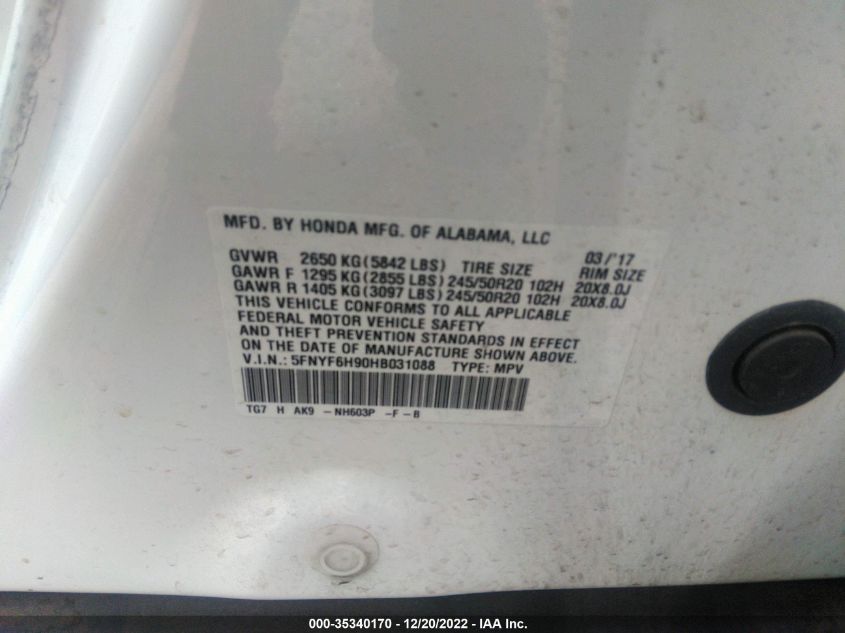 MFD. BY HONDA MFG. OF ALABAMA, LLC 03/'17
GVWR 2650 KG(5842 LBS) TIRE SIZE RIM SIZE
GAWR F 1295 KG(2855 LBS)245/50R20 102H 20X8.0J
GAWR R 1405 KG(3097 LBS)245/50R20 102H 20X8.0J
THIS VEHICLE CONFORMS TO ALL APPLICABLE
FEDERAL MOTOR VEHICLE SAFETY
AND THEFT PREVENTION STANDARDS IN EFFECT
ON THE DATE OF MANUFACTURE SHOWN ABOVE.
V.I.N.: 5FNYF6H90HB031088 TYPE: MPV
TG7 H AK9 -NH603P -F-B
000-35340170 - 12/20/2022 - IAA Inc.